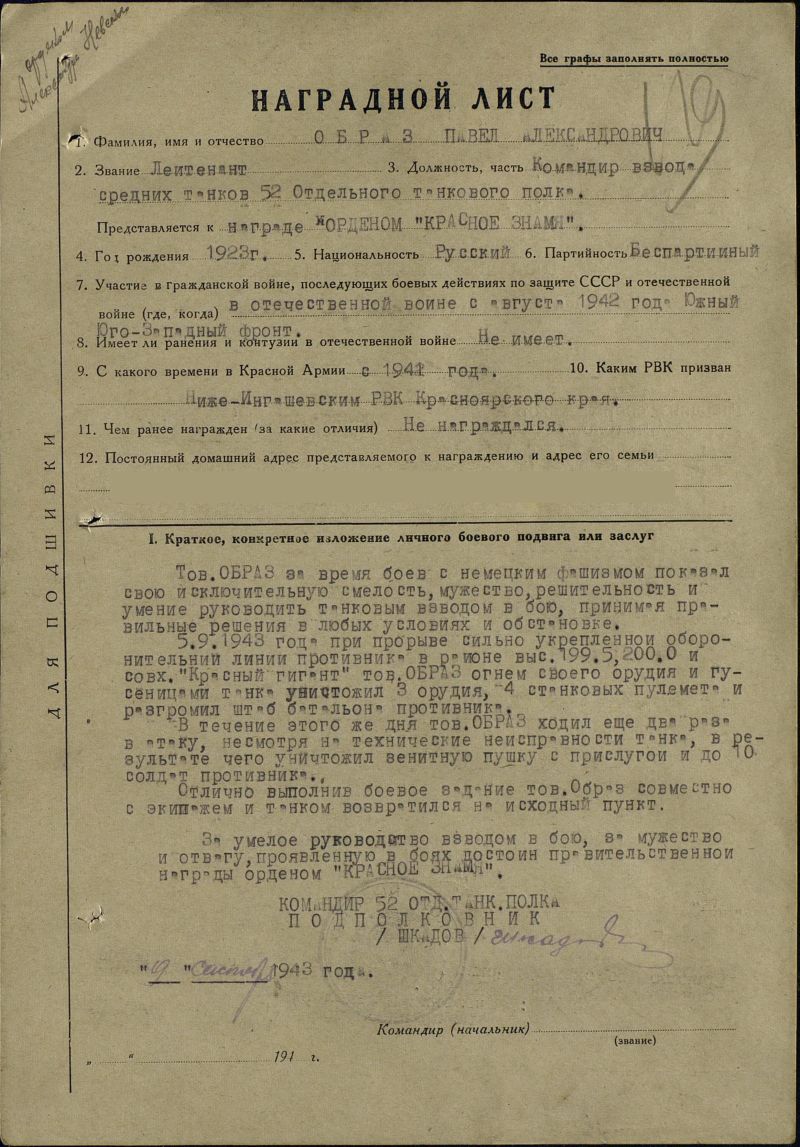 орденом
Александра Невского
Все графы заполнять полностью
НАГРАДНОЙ ЛИСТ
19
1. Фамилия, имя и отчество ОБРАЗ ПАВЕЛ АЛЕКСАНДРОВИЧ
2. Звание Лейтенант 3. Должность, часть Командир взвода
средних танков 52 Отдельного танкового полка.
Представляется к награде ОРДЕНОМ "КРАСНОЕ ЗНАМЯ".
4. Год рождения 1923г. 5. Национальность Русский 6. Партийность Беспартийный
7. Участие в гражданской войне, последующих боевых действиях по защите СССР и отечественной
войне (где, когда) в отечественной войне с август 1942 года Южный
Юго-Западный фронт.
8. Имеет ли ранения и контузии в отечественной войне Не имеет.
9. С какого времени в Красной Армии с 1941 года. 10. Каким РВК призван
Ниже-Ингашевским РВК Красноярского края.
11. Чем ранее награжден (за какие отличия) Не награждался.
12. Постоянный домашний адрес представляемого к награждению и адрес его семьи
ДЛЯ ПОДШИВКИ
I. Краткое, конкретное изложение личного боевого подвига или заслуг
Тов.ОБРАЗ за время боев с немецким фашизмом показал
свою исключительную смелость, мужество, решительность и
умение руководить танковым взводом в бою, принимая пра-
вильные решения в любых условиях и обстановке.
5.9.1943 года при прорыве сильно укрепленной оборо-
нительний линии противника в районе выс.199.5,200.0 и
совх."Красный гигант" тов.ОБРАЗ огнем своего орудия и гу-
сеницами танка уничтожил 3 орудия, 4 станковых пулемета и
разгромил штаб батальона противника.
В течение этого же дня тов.ОБРАЗ ходил еще два раза
в атаку, несмотря на технические неисправности танка, в ре-
зультате чего уничтожил зенитную пушку с прислугой и до 10
солдат противника.
Отлично выполнив боевое задание тов.Образ совместно
с экипажем и танком возвратился на исходный пункт.
За умелое руководство взводом в бою, за мужество
и отвагу, проявленную в боях достоин правительственной
награды орденом "КРАСНОЕ ЗНАМЯ".
КОМАНДИР 52 ОТД.ТАНК.ПОЛКА
ПОДПОЛКОВНИК
/ШКАДОВ/ Шкадов
"9" сентября 1943 года.
Командир (начальник)
(звание)
„ “ 194 г.